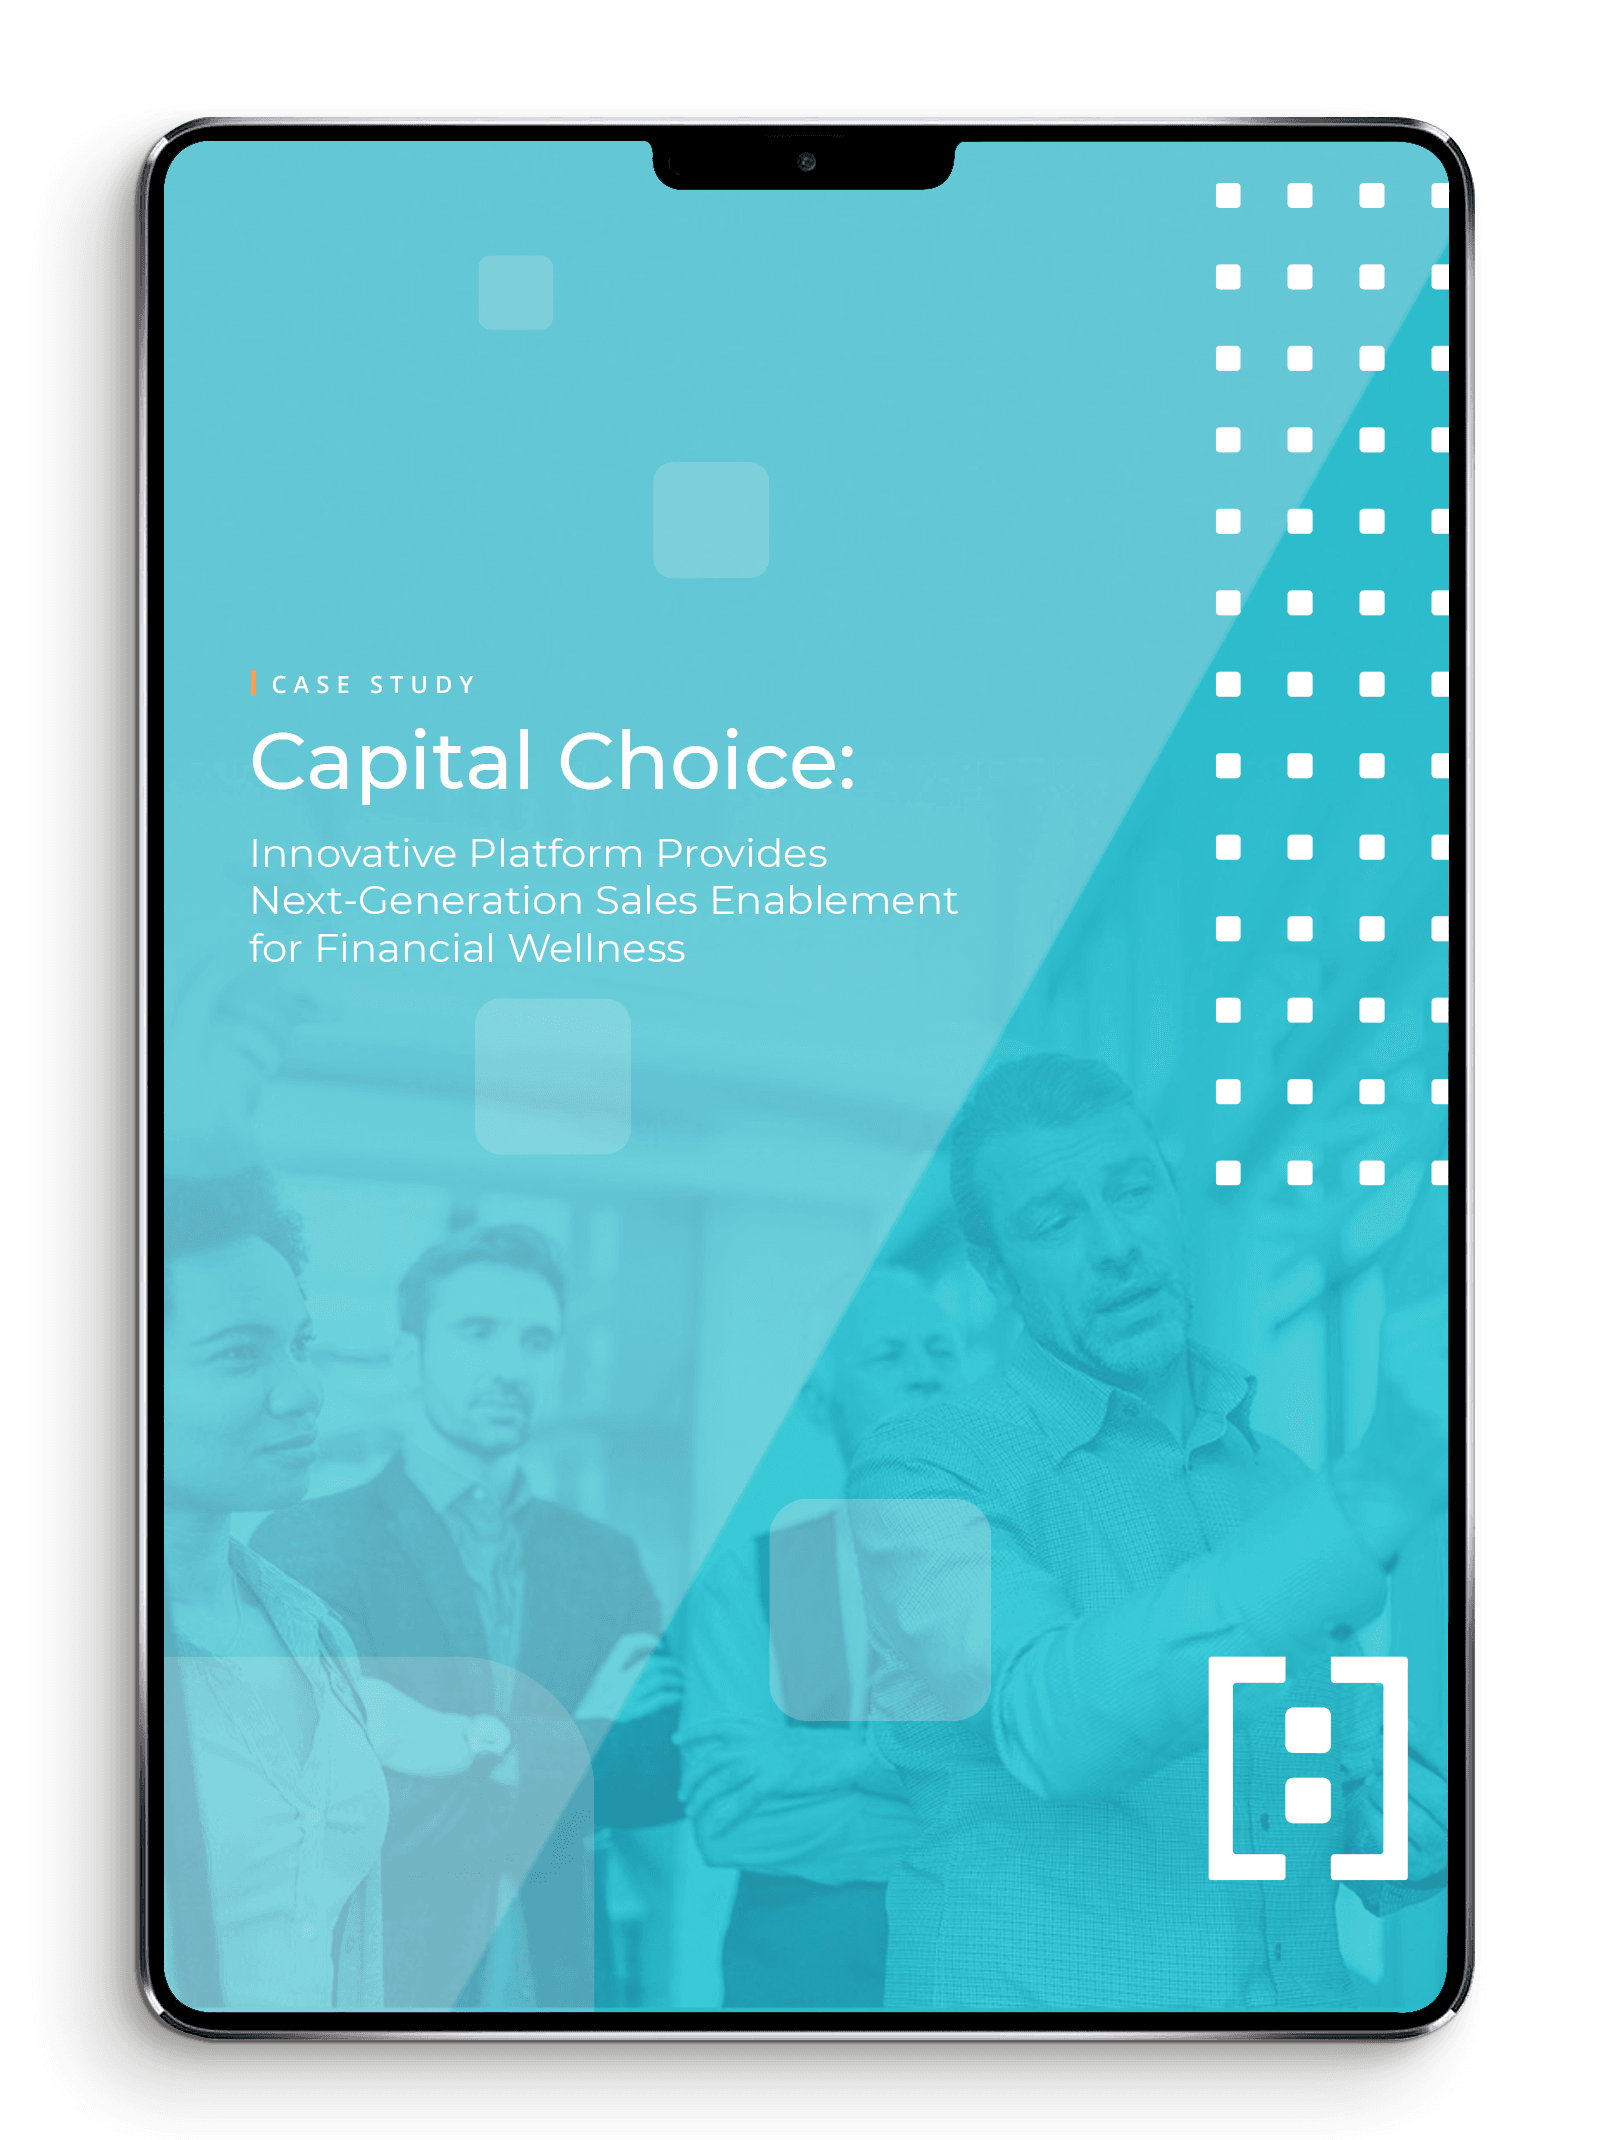 CASE STUDY
Capital Choice:
Innovative Platform Provides
Next-Generation Sales Enablement
for Financial Wellness